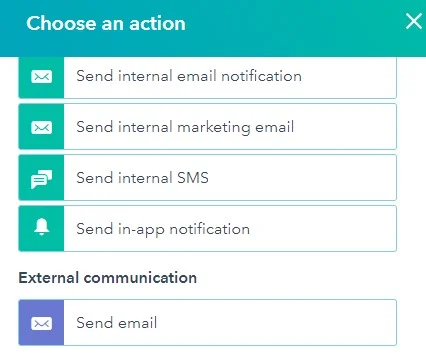 Choose an action
Send internal email notification
Send internal marketing email
Send internal SMS
Send in-app notification
External communication
Send email